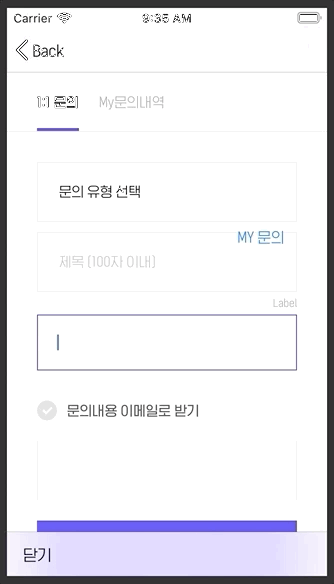 Carrier 9:35 AM
Back
1:1 문의 My문의내역
문의 유형 선택
MY 문의
제목 (100자 이내)
Label
문의내용 이메일로 받기
닫기